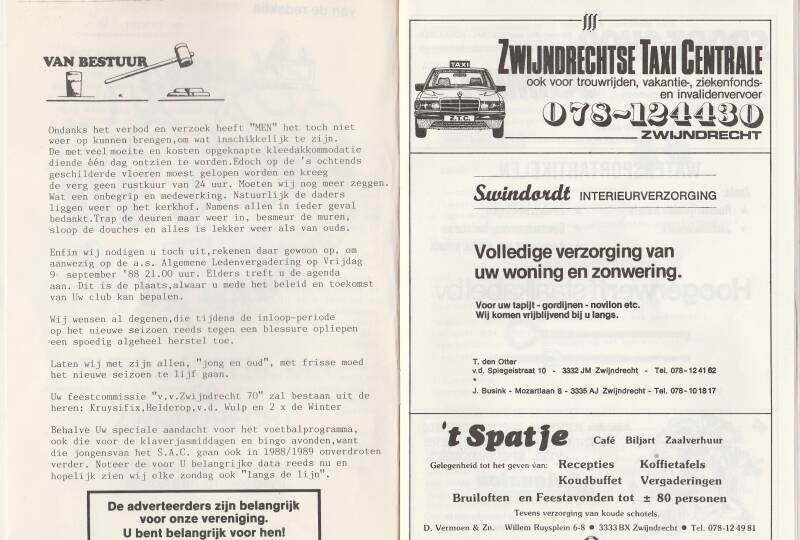 VAN BESTUUR
Ondanks het verbod en verzoek heeft "MEN" het toch niet
weer op kunnen brengen,om wat inschikkelijk te zijn.
De met veel moeite en kosten opgeknapte kleedakkommodatie
diende één dag ontzien te worden.Edoch op de 's ochtends
geschilderde vloeren moest gelopen worden en kreeg
de verg geen rustkuur van 24 uur. Moeten wij nog meer zeggen.
Wat een onbegrip en medewerking. Natuurlijk de daders
liggen weer op het kerkhof. Namens allen in ieder geval
bedankt.Trap de deuren maar weer in, besmeur de muren,
sloop de douches en alles is lekker weer als van ouds.
Enfin wij nodigen u toch uit,rekenen daar gewoon op, om
aanwezig op de a.s. Algemene Ledenvergadering op Vrijdag
9 september '88 21.00 uur. Elders treft u de agenda
aan. Dit is de plaats,alwaar u mede het beleid en toekomst
van Uw club kan bepalen.
Wij wensen al degenen,die tijdens de inloop-periode
op het nieuwe seizoen reeds tegen een blessure opliepen
een spoedig algeheel herstel toe.
Laten wij met zijn allen, "jong en oud", met frisse moed
het nieuwe seizoen te lijf gaan.
Uw feestcommissie "v.v.Zwijndrecht 70" zal bestaan uit de
heren: Kruysifix,Helderop,v.d. Wulp en 2 x de Winter
Behalve Uw speciale aandacht voor het voetbalprogramma,
ook die voor de klaverjasmiddagen en bingo avonden,want
die jongensvan het S.A.C. gaan ook in 1988/1989 onverdroten
verder. Noteer de voor U belangrijke data reeds nu en
hopelijk zien wij elke zondag ook "langs de lijn".
De adverteerders zijn belangrijk
voor onze vereniging.
U bent belangrijk voor hen!
ZWIJNDRECHTSE TAXI CENTRALE
ook voor trouwrijden, vakantie-, ziekenfonds-
en invalidenvervoer
TAXI
Z.T.C.
078~124430
ZWIJNDRECHT
Swindordt INTERIEURVERZORGING
Volledige verzorging van
uw woning en zonwering.
Voor uw tapijt - gordijnen - novilon etc.
Wij komen vrijblijvend bij u langs.
T. den Otter
v.d. Spiegelstraat 10 - 3332 JM Zwijndrecht - Tel. 078-12 41 62
*
J. Busink - Mozartlaan 8 - 3335 AJ Zwijndrecht - Tel. 078-10 18 17
't Spatje Café Biljart Zaalverhuur
Gelegenheid tot het geven van: Recepties Koffietafels
Koudbuffet Vergaderingen
Bruiloften en Feestavonden tot ± 80 personen
Tevens verzorging van koude schotels.
D. Vermoen & Zn. Willem Ruysplein 6-8 • 3333 BX Zwijndrecht • Tel. 078-12 49 81